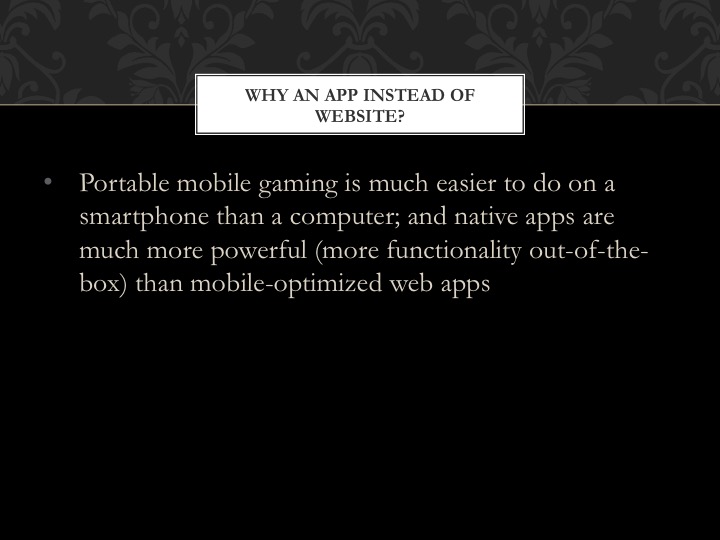 WHY AN APP INSTEAD OF
WEBSITE?
• Portable mobile gaming is much easier to do on a
smartphone than a computer; and native apps are
much more powerful (more functionality out-of-the-
box) than mobile-optimized web apps